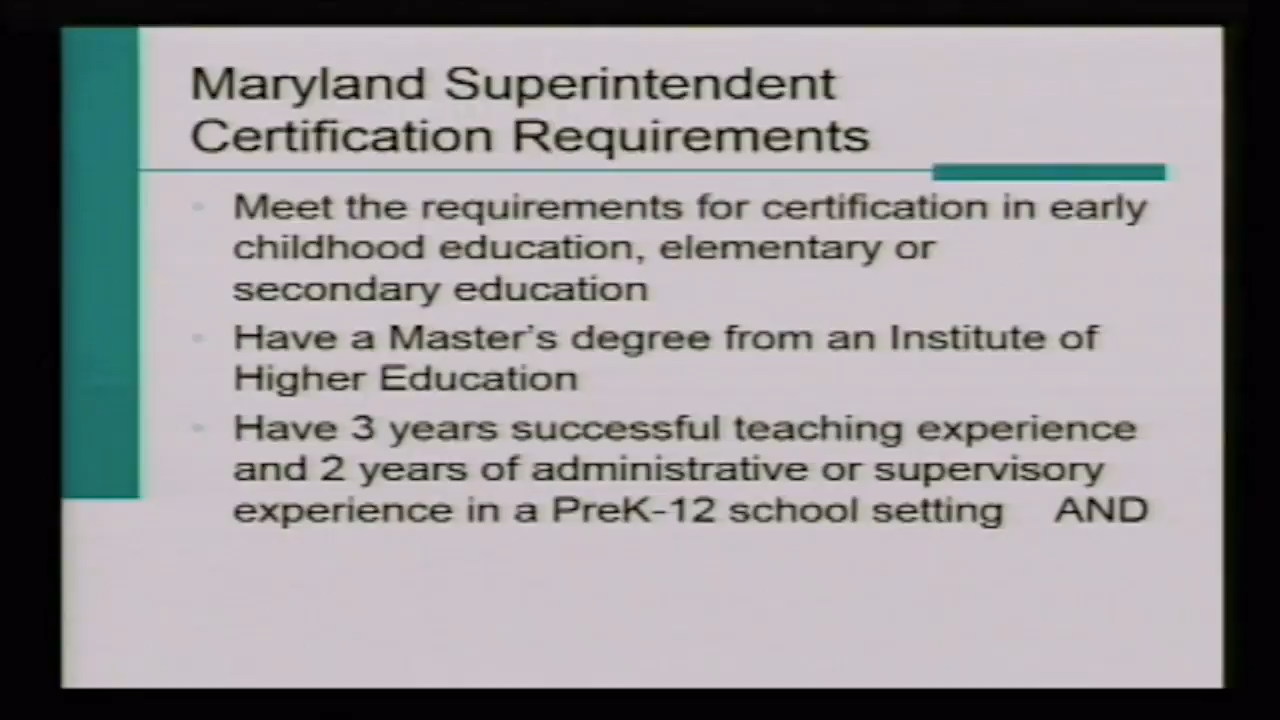 Maryland Superintendent
Certification Requirements
Meet the requirements for certification in early
childhood education, elementary or
secondary education
Have a Master's degree from an Institute of
Higher Education
Have 3 years successful teaching experience
and 2 years of administrative or supervisory
experience in a PreK-12 school setting AND